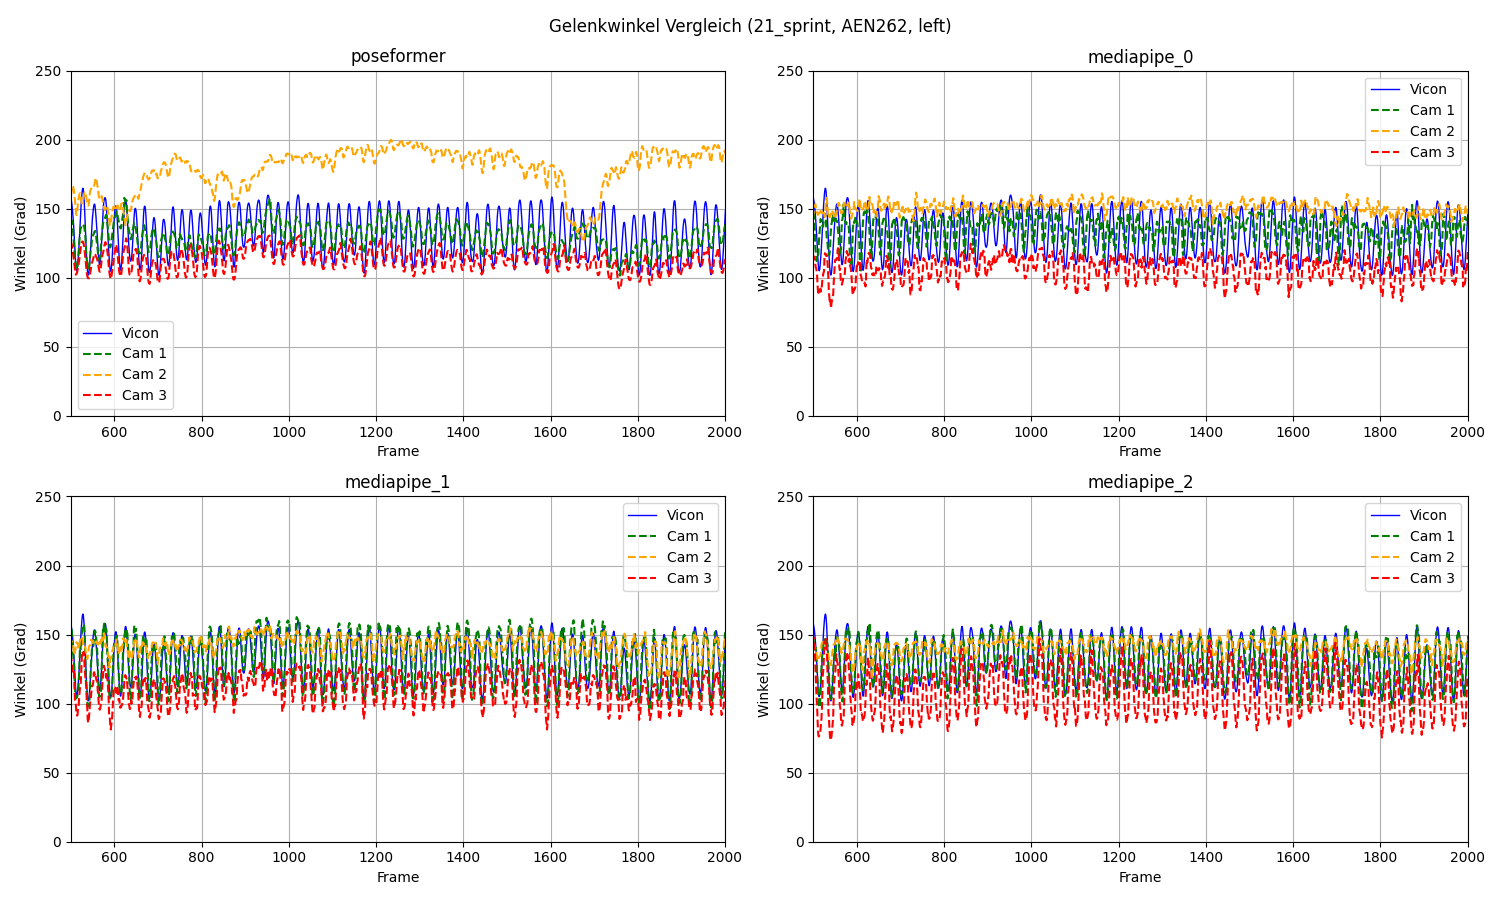 Gelenkwinkel Vergleich (21_sprint, AEN262, left)
poseformer
250
200
150
100
50
0
Winkel (Grad)
600 800 1000 1200 1400 1600 1800 2000
Frame
Vicon
Cam 1
Cam 2
Cam 3
mediapipe_0
250
200
150
100
50
0
Winkel (Grad)
600 800 1000 1200 1400 1600 1800 2000
Frame
Vicon
Cam 1
Cam 2
Cam 3
mediapipe_1
250
200
150
100
50
0
Winkel (Grad)
600 800 1000 1200 1400 1600 1800 2000
Frame
Vicon
Cam 1
Cam 2
Cam 3
mediapipe_2
250
200
150
100
50
0
Winkel (Grad)
600 800 1000 1200 1400 1600 1800 2000
Frame
Vicon
Cam 1
Cam 2
Cam 3